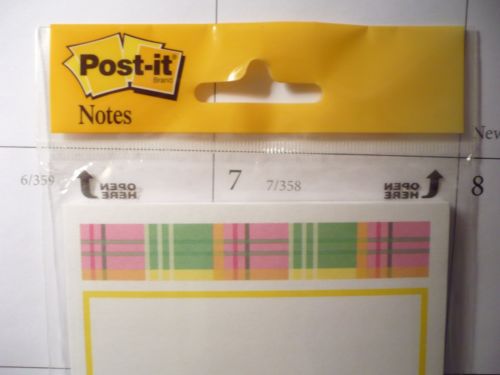 Post-it®
Brand
Notes
New
6/359
OPEN
HERE
7
7/358
OPEN
HERE
8